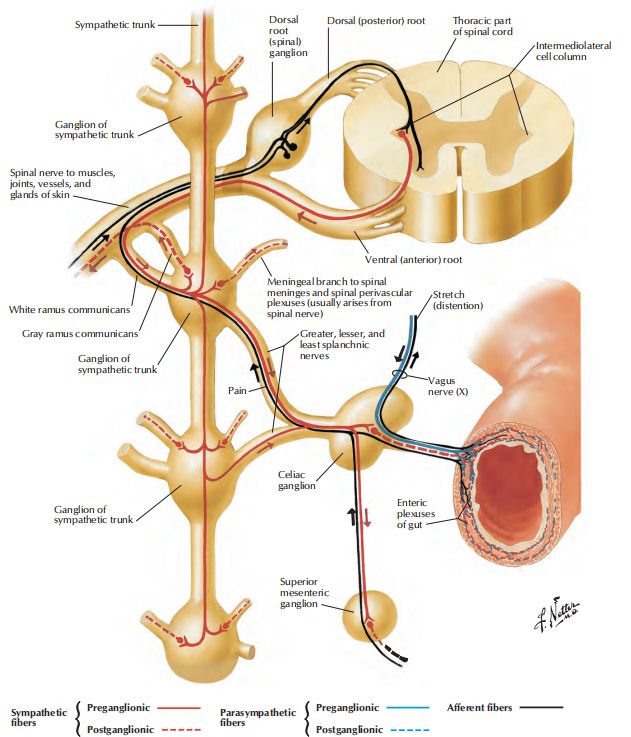 Sympathetic trunk
Dorsal
root
(spinal)
ganglion
Dorsal (posterior) root
Thoracic part
of spinal cord
Intermediolateral
cell column
Ganglion of
sympathetic trunk
Spinal nerve to muscles,
joints, vessels, and
glands of skin
Ventral (anterior) root
Meningeal branch to spinal
meninges and spinal perivascular
plexuses (usually arises from
spinal nerve)
Stretch
(distention)
White ramus communicans
Gray ramus communicans
Ganglion of
sympathetic trunk
Greater, lesser, and
least splanchnic
nerves
Pain
Vagus
nerve (X)
Celiac
ganglion
Enteric
plexuses
of gut
Ganglion of
sympathetic trunk
Superior
mesenteric
ganglion
F. Netter
M.D.
Sympathetic
fibers
Preganglionic
Postganglionic
Parasympathetic
fibers
Preganglionic
Postganglionic
Afferent fibers